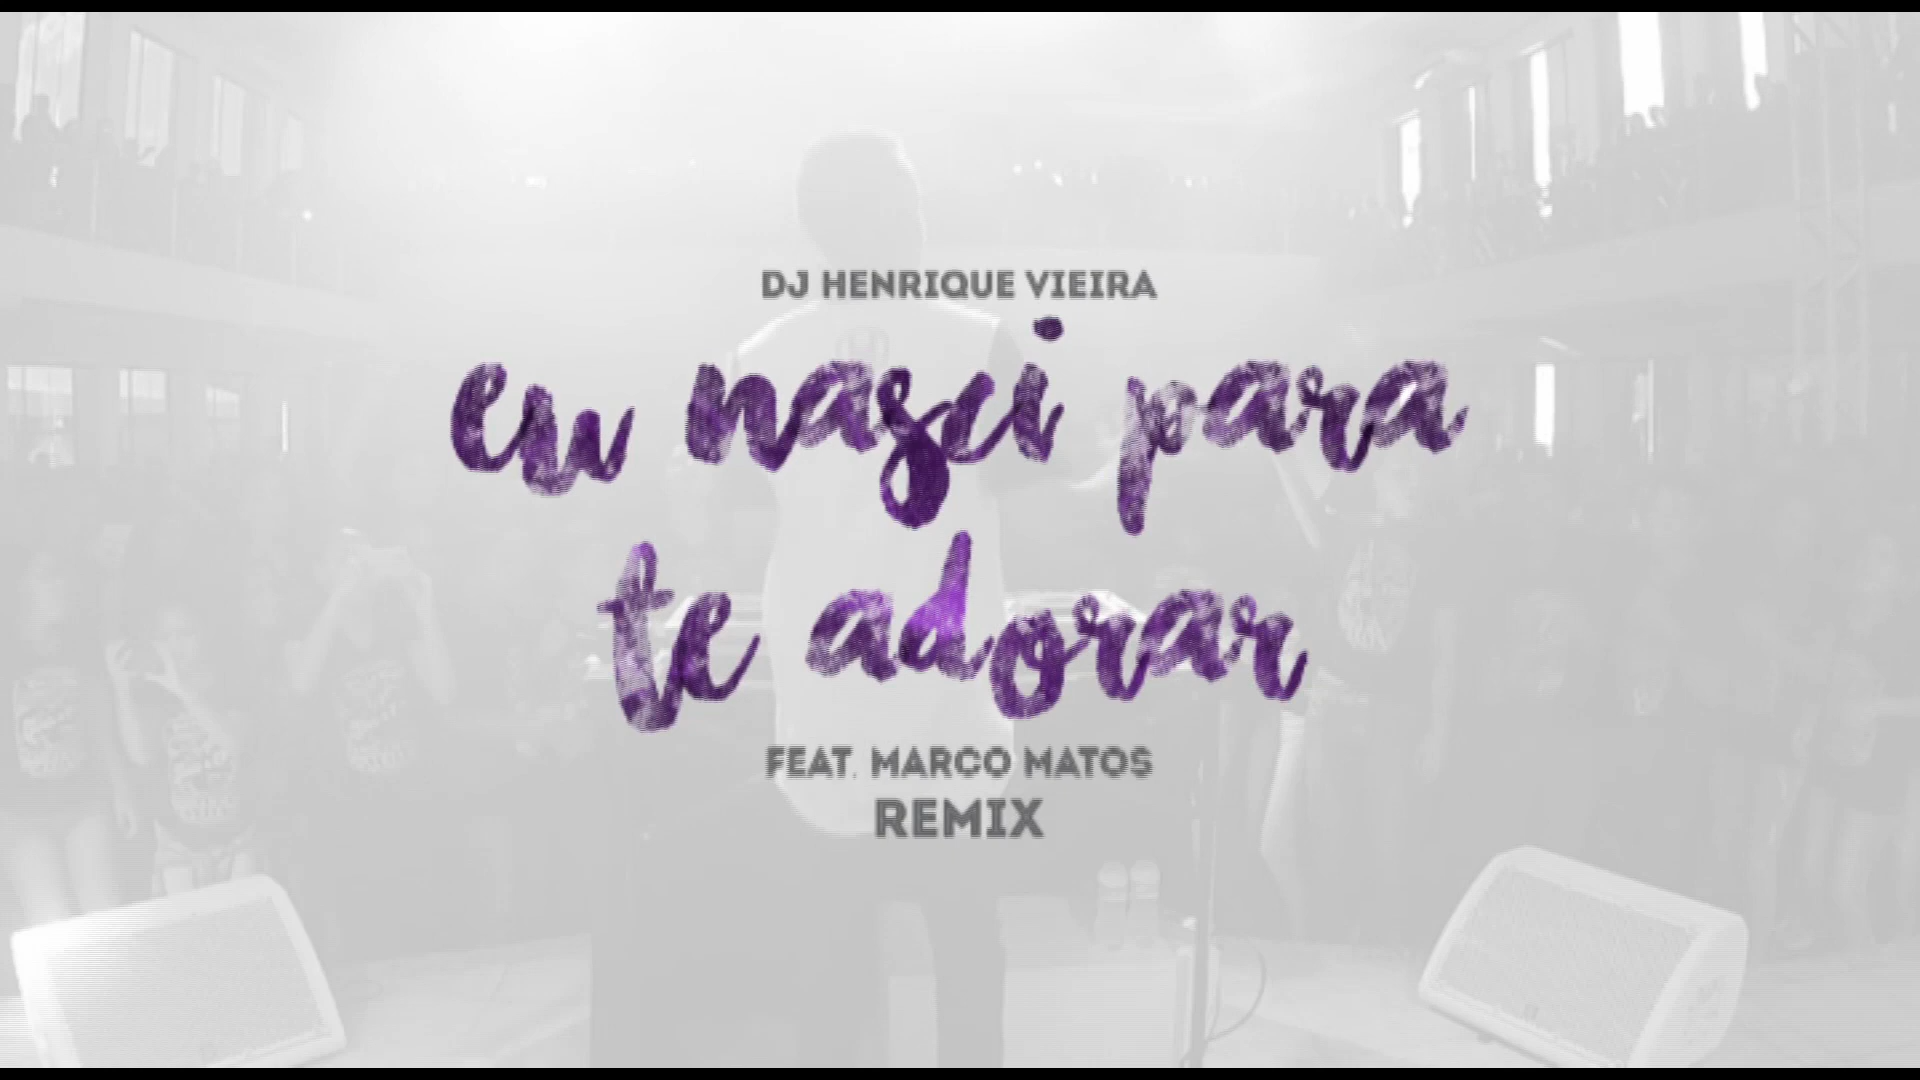 DJ HENRIQUE VIEIRA
eu nasci para
te adorar
FEAT. MARCO MATOS
REMIX